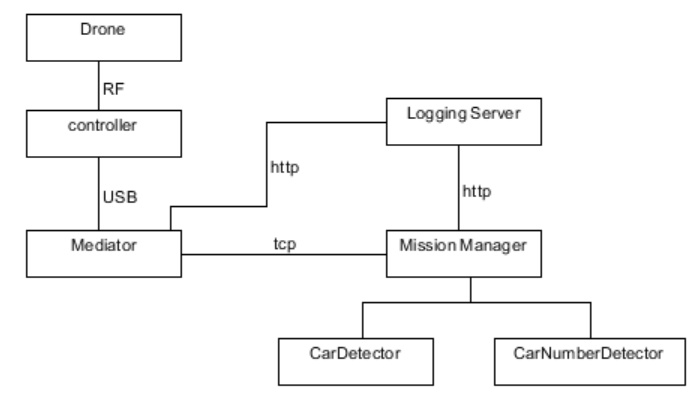 Drone
RF
controller
USB
Mediator
http
tcp
Logging Server
http
Mission Manager
CarDetector
CarNumberDetector